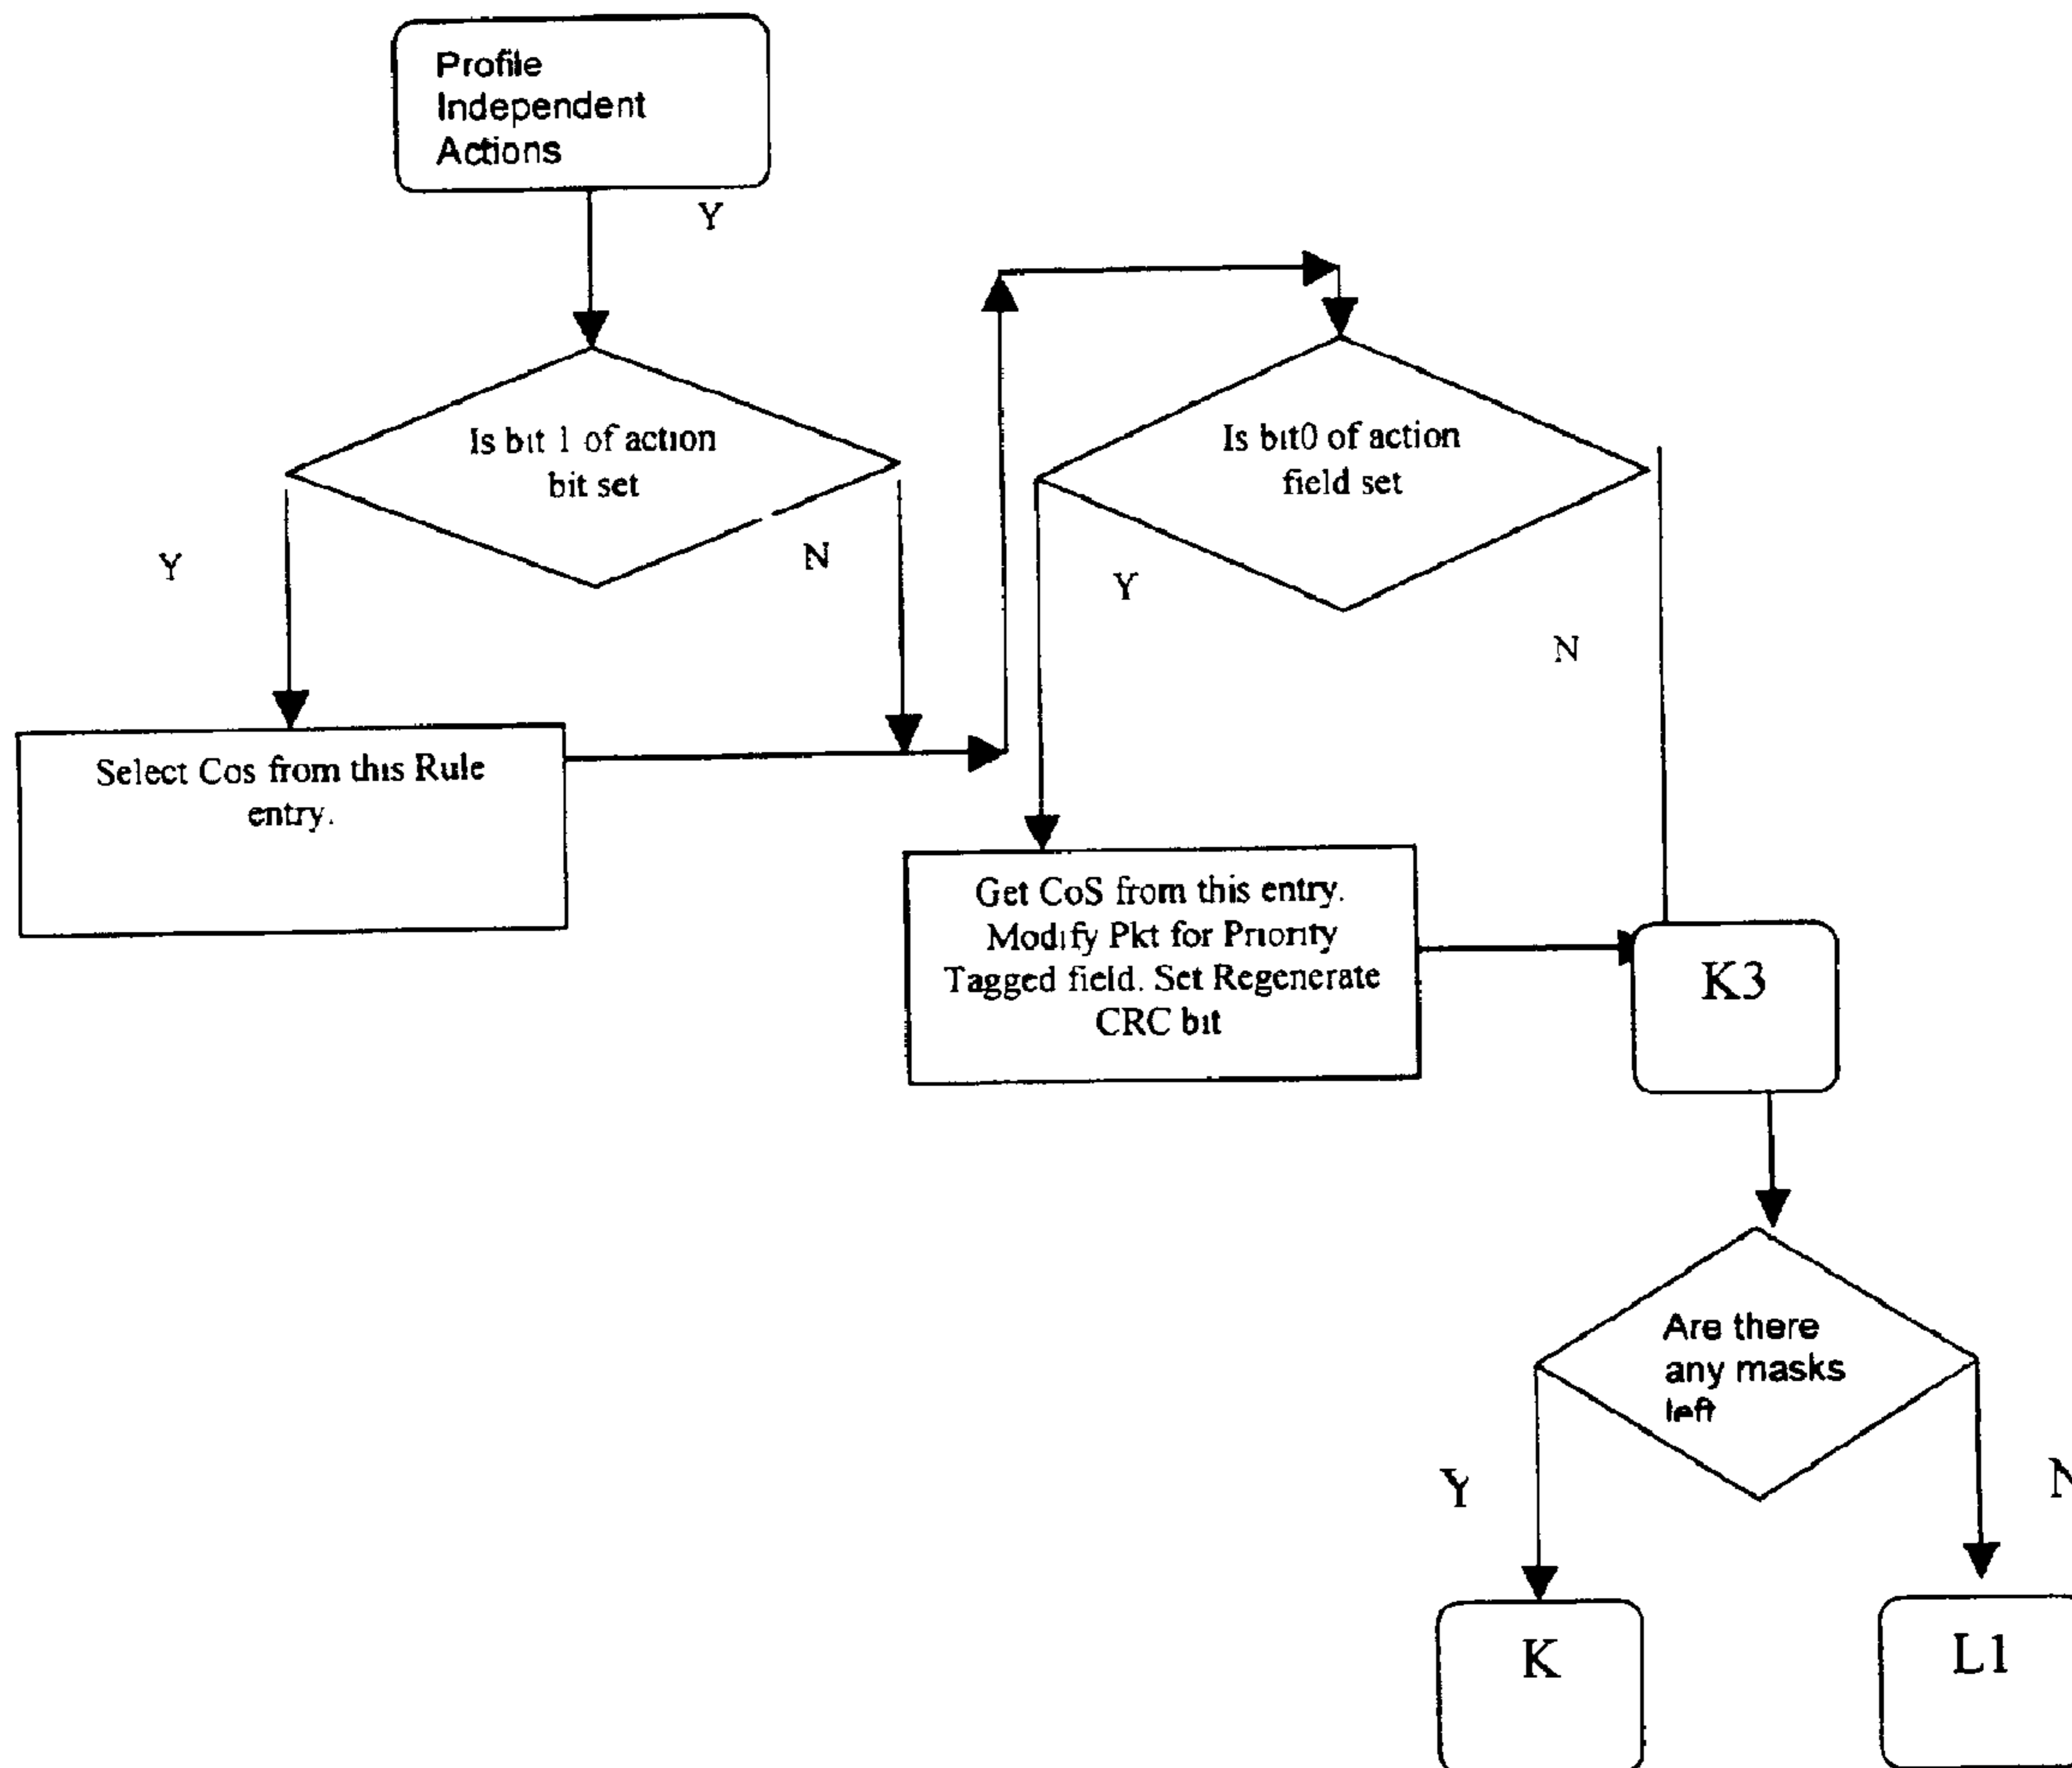 Profile
Independent
Actions
Y
Is bit 1 of action
bit set
Y
N
Is bit0 of action
field set
Y
N
Select Cos from this Rule
entry.
Get CoS from this entry.
Modify Pkt for Priority
Tagged field. Set Regenerate
CRC bit
K3
Are there
any masks
left
Y
N
K
L1